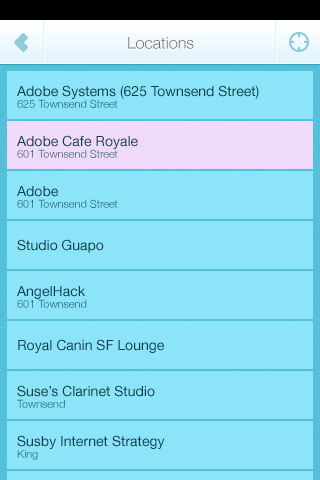 Locations
Adobe Systems (625 Townsend Street)
625 Townsend Street
Adobe Cafe Royale
601 Townsend Street
Adobe
601 Townsend Street
Studio Guapo
AngelHack
601 Townsend
Royal Canin SF Lounge
Suse's Clarinet Studio
Townsend
Susby Internet Strategy
King